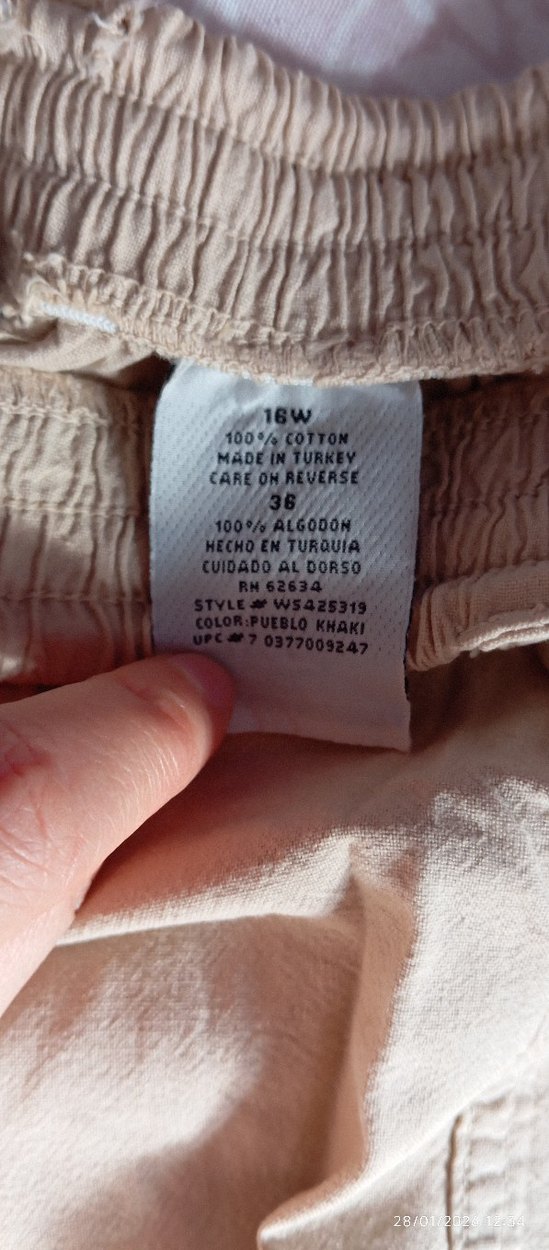 16W
100% COTTON
MADE IN TURKEY
CARE ON REVERSE
36
100% ALGODON
HECHO EN TURQUIA
CUIDADO AL DORSO
RN 62634
STYLE # W5425319
COLOR:PUEBLO KHAKI
UPC # 7 0377009247
28/01/2026 12:34